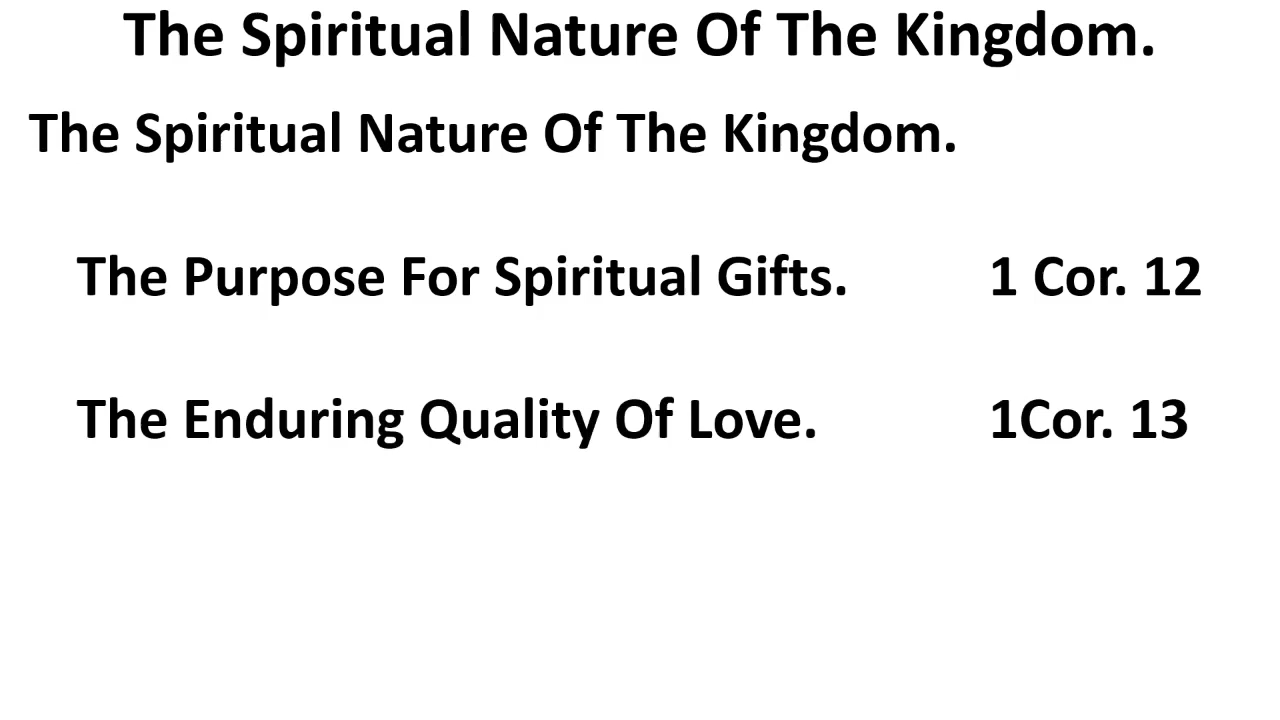 The Spiritual Nature Of The Kingdom.
The Spiritual Nature Of The Kingdom.
The Purpose For Spiritual Gifts. 1 Cor. 12
The Enduring Quality Of Love. 1Cor. 13